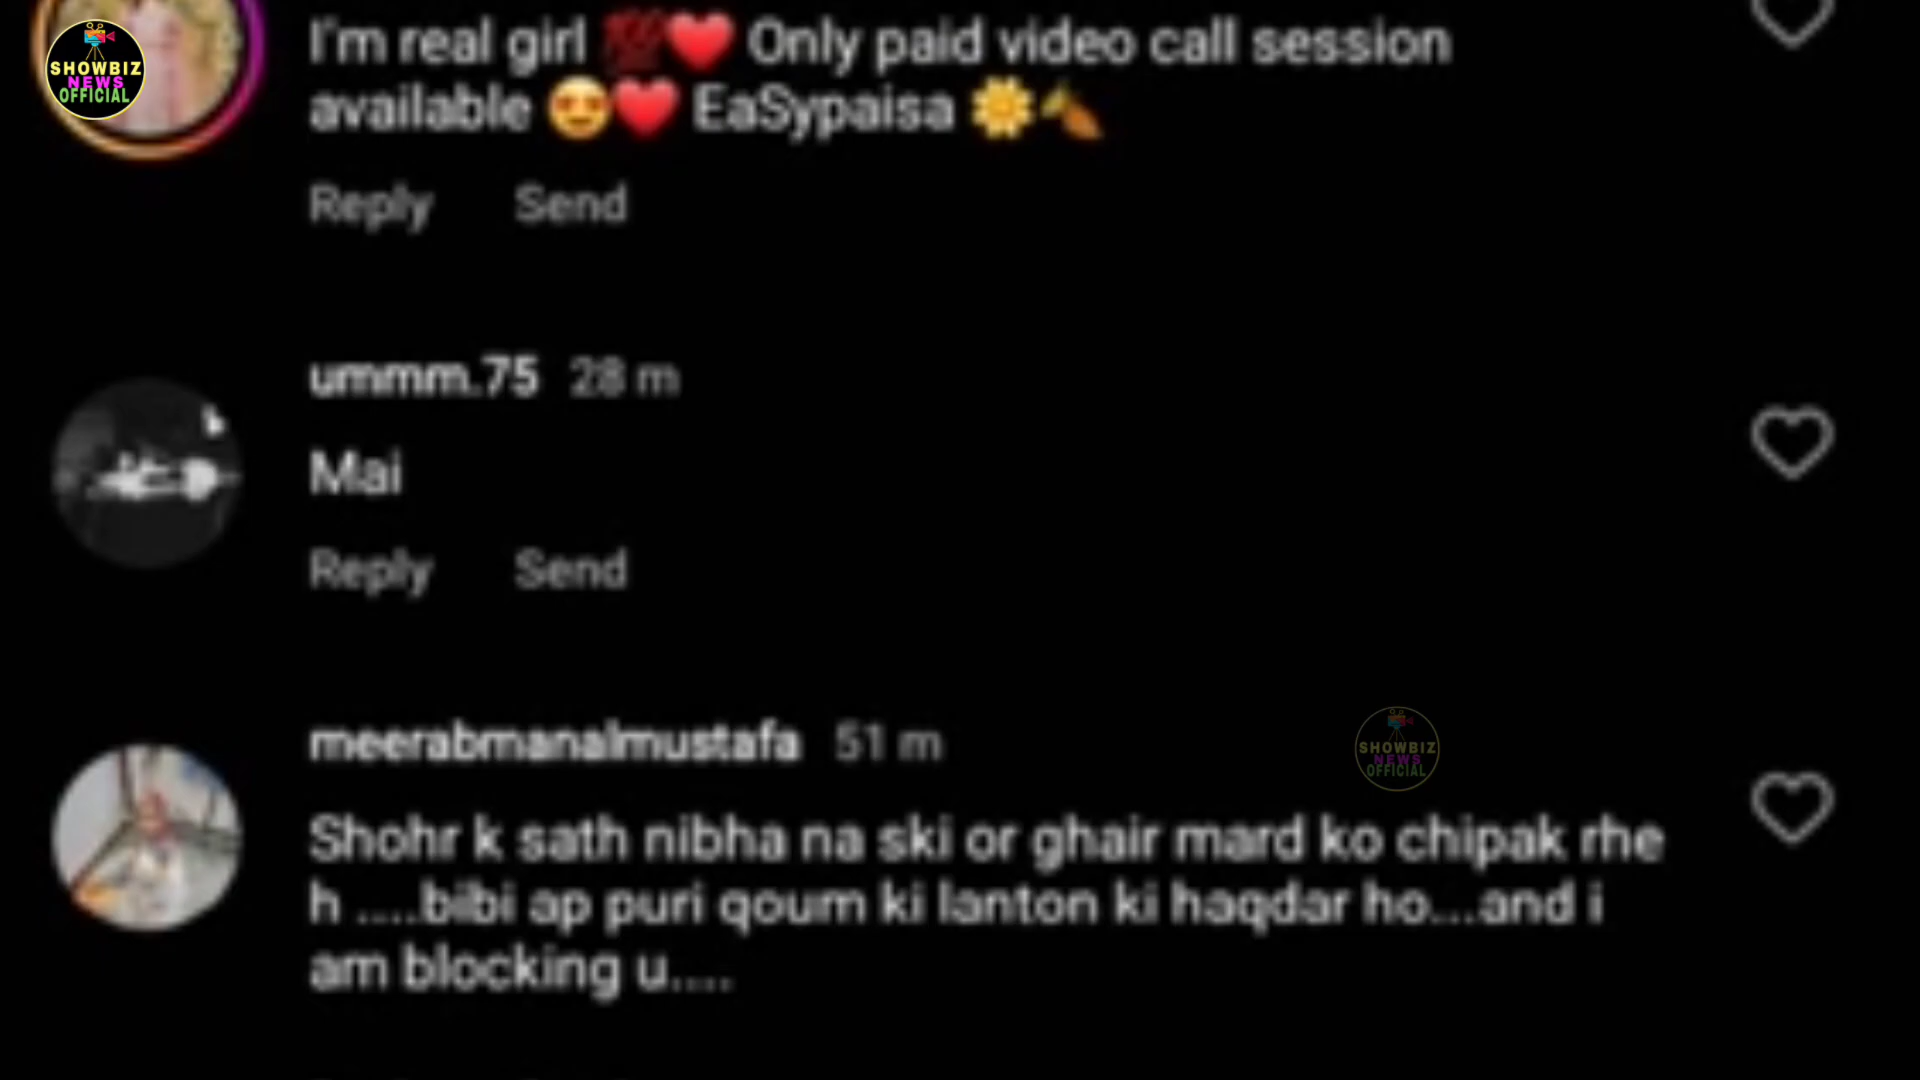 SHOWBIZ
NEWS
OFFICIAL
I'm real girl 💯❤️ Only paid video call session
available 😍❤️ EaSypaisa 🌼🍠
Reply Send
ummm.75 28 m
Mai
Reply Send
meerabmanalmustafa 51 m
SHOWBIZ
NEWS
OFFICIAL
Shohr k sath nibha na ski or ghair mard ko chipak rhe
h .....bibi ap puri qoum ki lanton ki haqdar ho...and i
am blocking u....